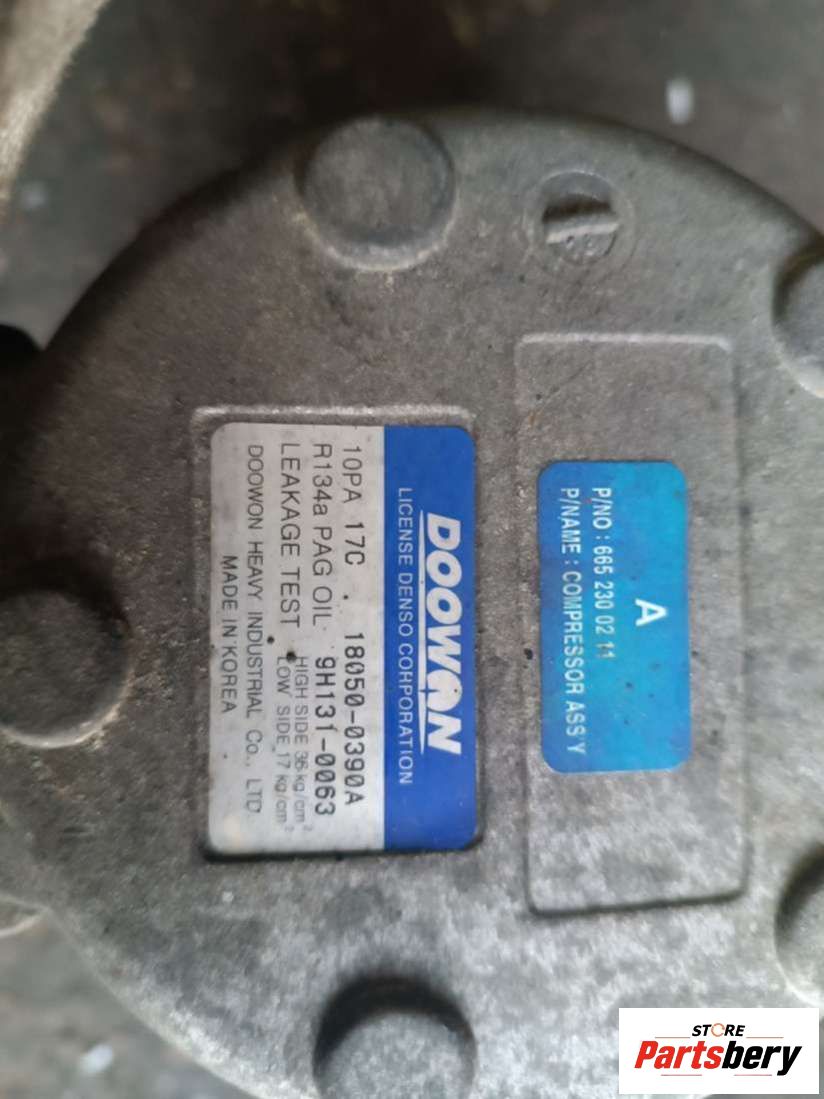 A
P/NO : 665 230 02 11
P/NAME : COMPRESSOR ASS'Y
DOOWON
LICENSE DENSO CORPORATION
10PA 17C . 18050-0390A
R134a PAG OIL 9H131-0063
LEAKAGE TEST HIGH SIDE 36 kg/cm²
LOW SIDE 17 kg/cm²
DOOWON HEAVY INDUSTRIAL Co., LTD.
MADE IN KOREA
STORE
Partsbery